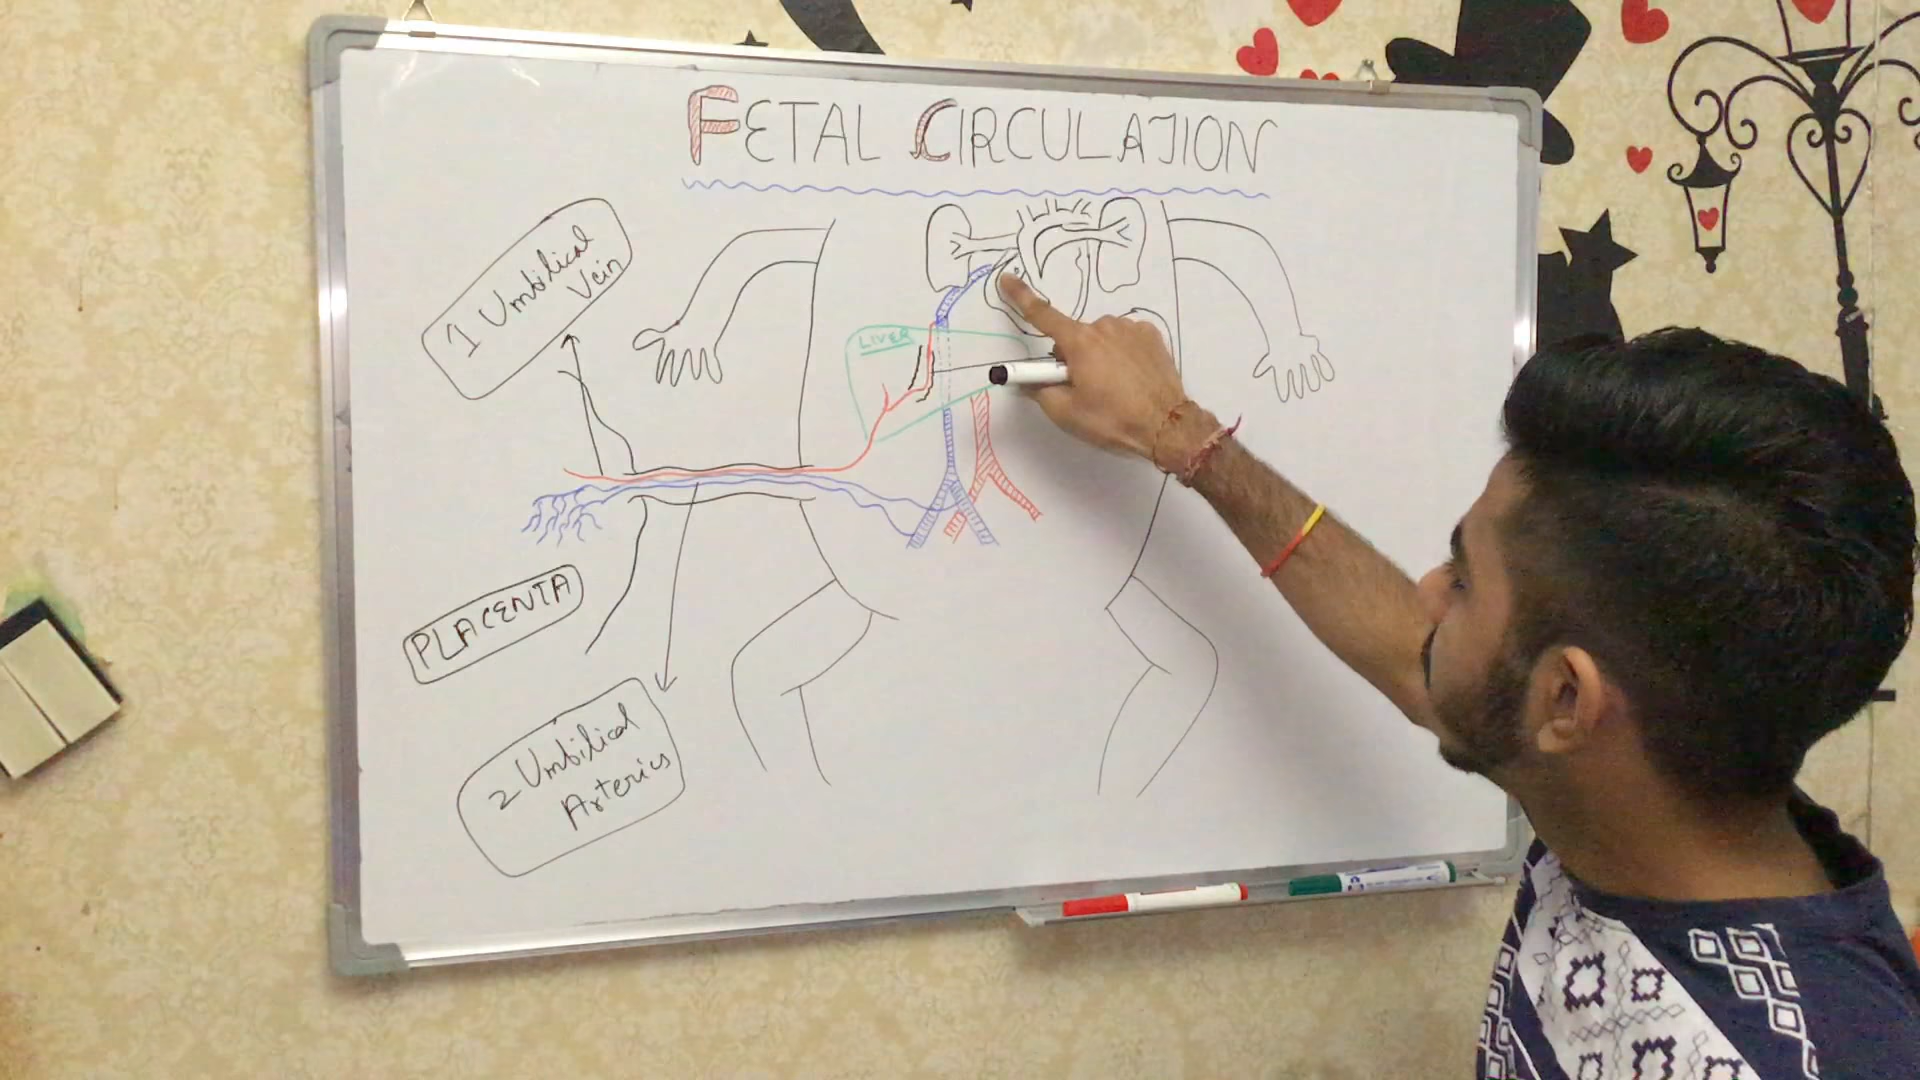 FETAL CIRCULATION
1 Umbilical
Vein
LIVER
PLACENTA
2 Umbilical
Arteries